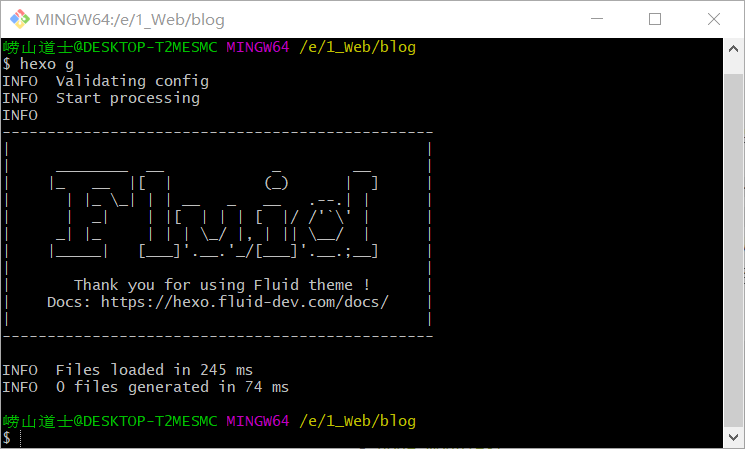 MINGW64:/e/1_Web/blog
崂山道士@DESKTOP-T2MESMC MINGW64 /e/1_Web/blog
$ hexo g
INFO  Validating config
INFO  Start processing
INFO
Fluid
Thank you for using Fluid theme !
Docs: https://hexo.fluid-dev.com/docs/
INFO  Files loaded in 245 ms
INFO  0 files generated in 74 ms
崂山道士@DESKTOP-T2MESMC MINGW64 /e/1_Web/blog
$